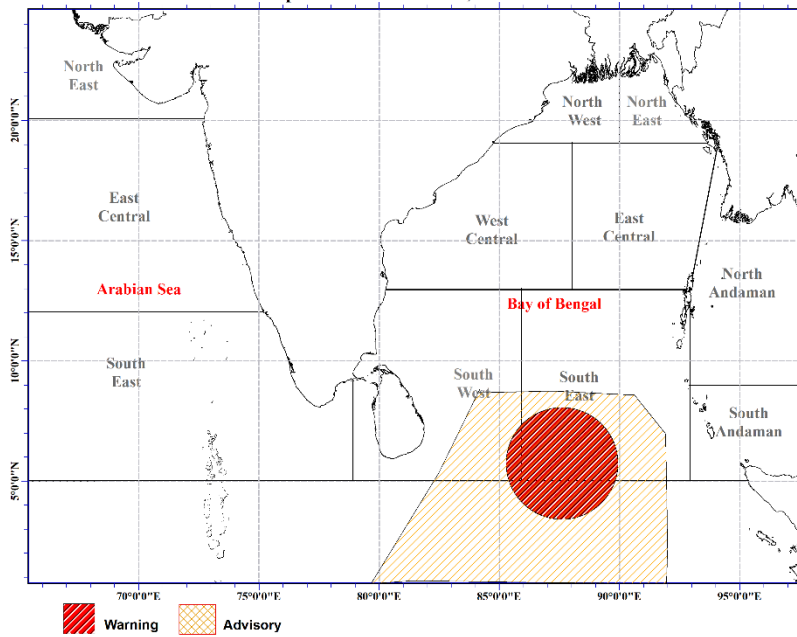 North
East
20°0'0"N
North
West
North
East
East
Central
West
Central
East
Central
15°0'0"N
Arabian Sea
Bay of Bengal
North
Andaman
10°0'0"N
South
East
South
West
South
East
South
Andaman
5°0'0"N
70°0'0"E
75°0'0"E
80°0'0"E
85°0'0"E
90°0'0"E
95°0'0"E
Warning
Advisory